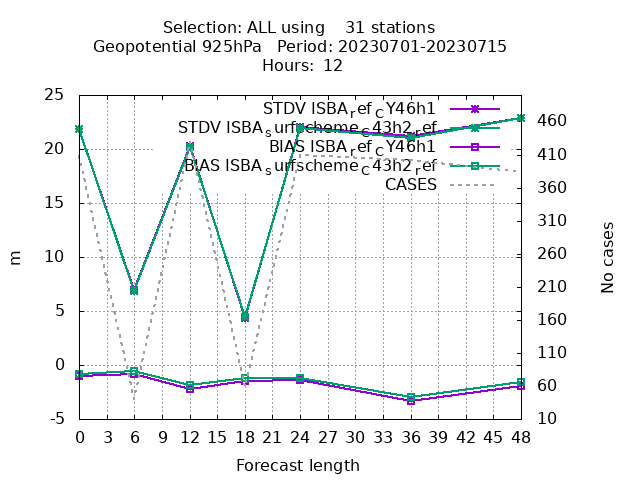 Selection: ALL using 31 stations
Geopotential 925hPa Period: 20230701-20230715
Hours: 12
STDV ISBA_ref_CY46h1
STDV ISBA_surfscheme_C43h2_ref
BIAS ISBA_ref_CY46h1
BIAS ISBA_surfscheme_C43h2_ref
CASES
25
20
15
10
5
0
-5
m
460
410
360
310
260
210
160
110
60
10
No cases
0 3 6 9 12 15 18 21 24 27 30 33 36 39 42 45 48
Forecast length